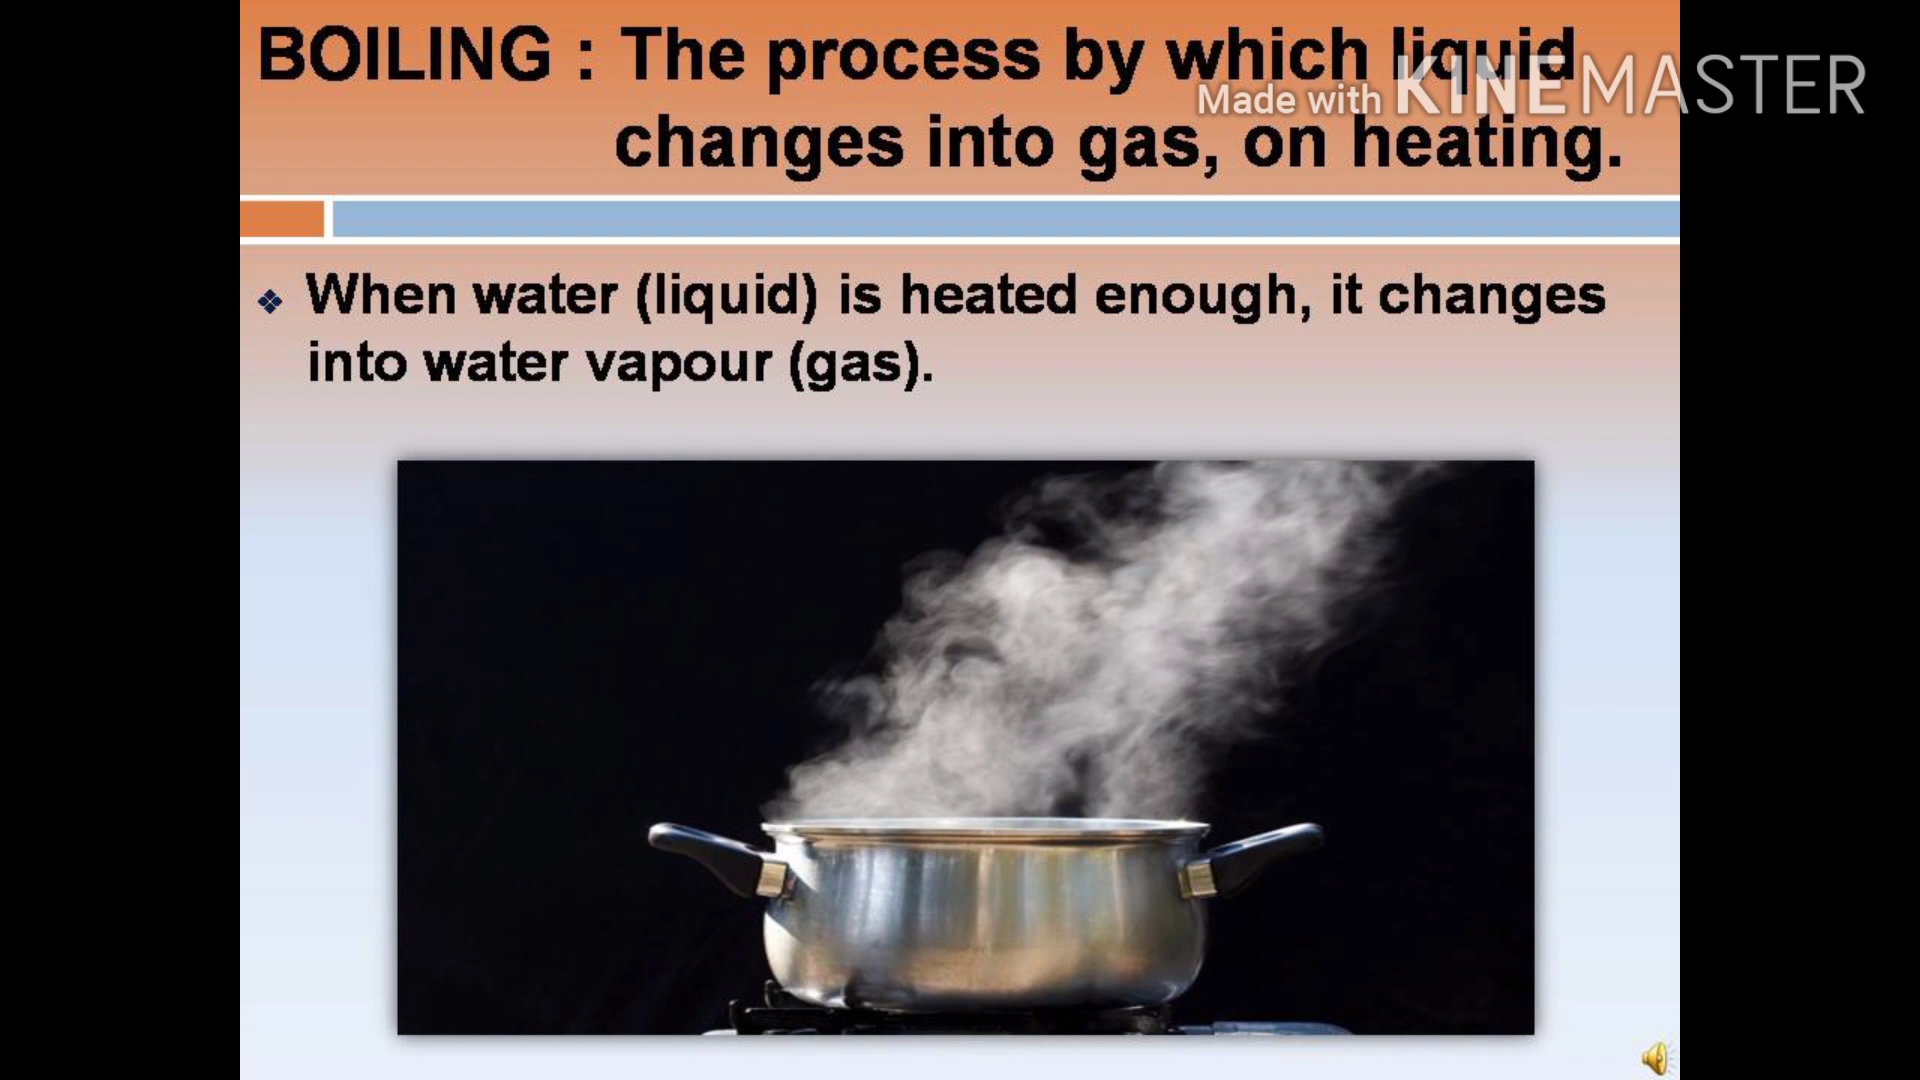 BOILING : The process by which liquid
Made with KINEMASTER
changes into gas, on heating.
When water (liquid) is heated enough, it changes
into water vapour (gas).